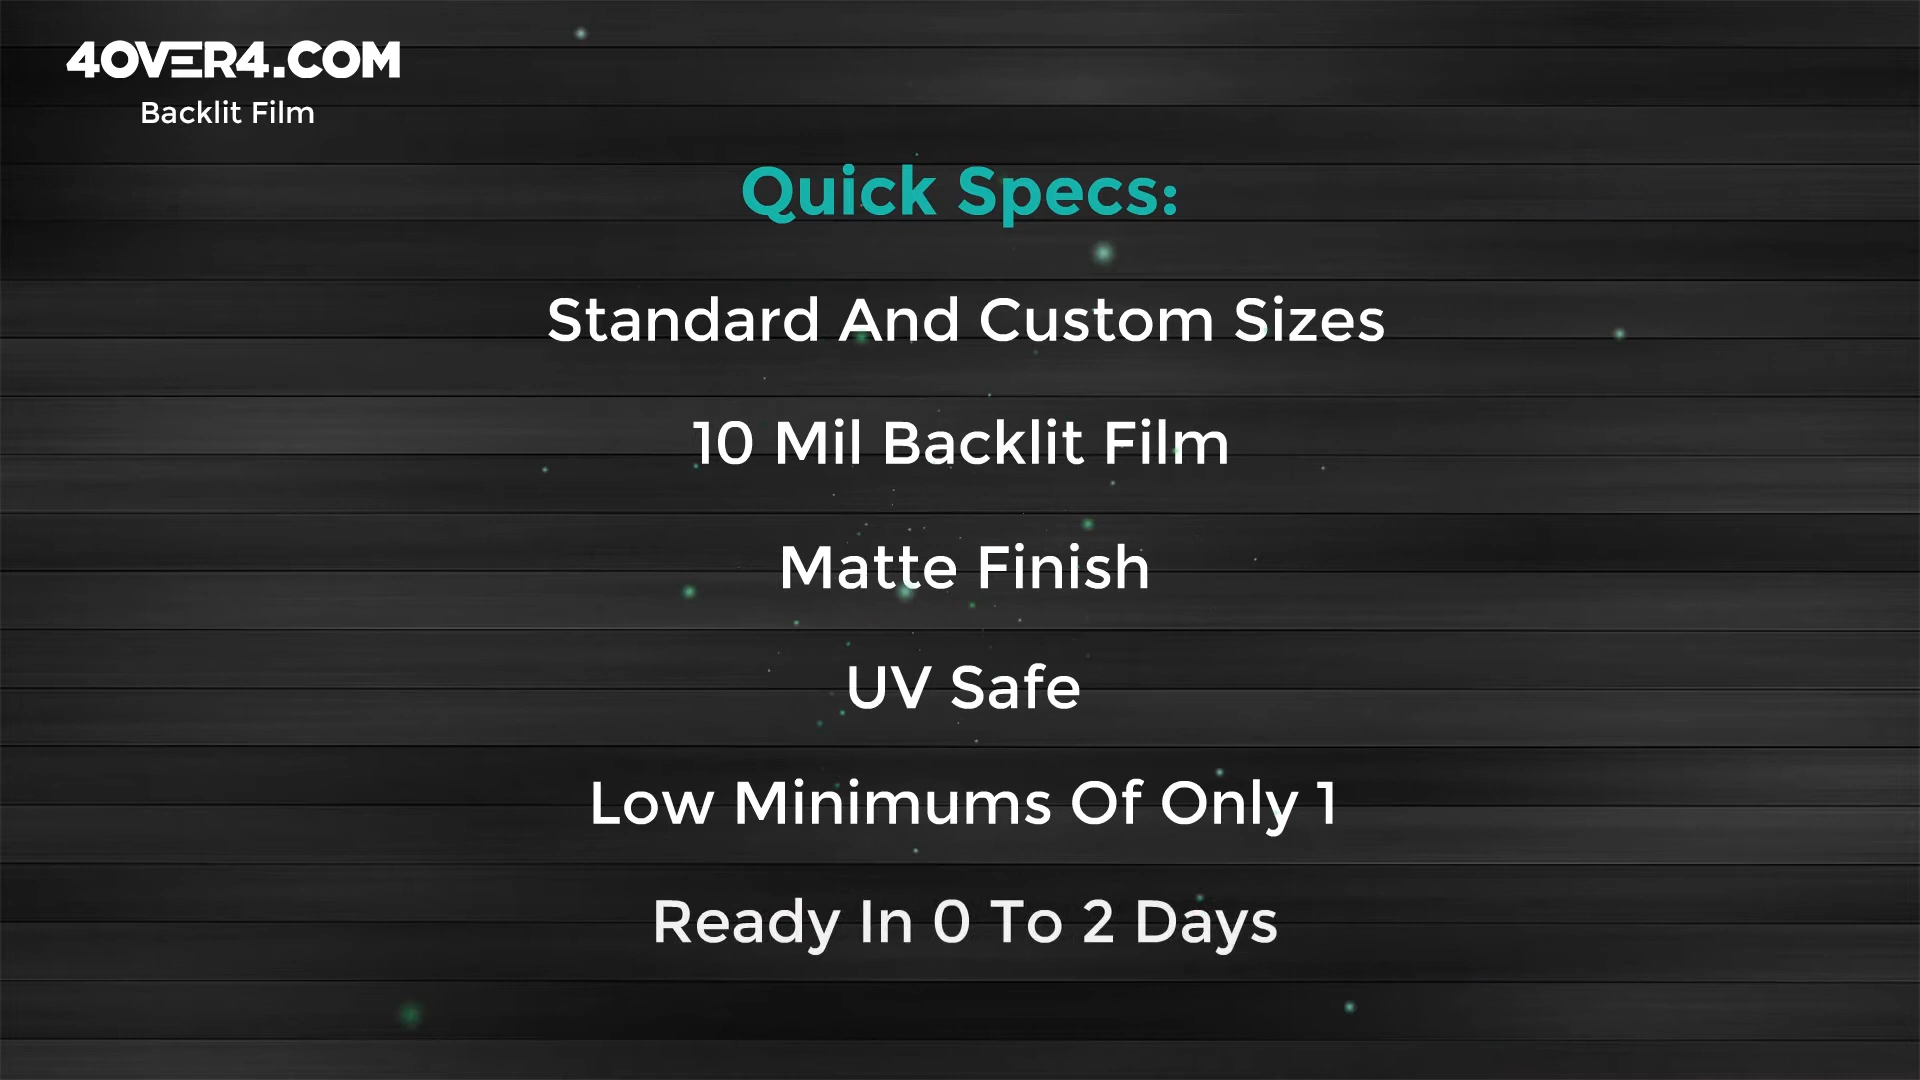 4OVER4.COM
Backlit Film
Quick Specs:
Standard And Custom Sizes
10 Mil Backlit Film
Matte Finish
UV Safe
Low Minimums Of Only 1
Ready In 0 To 2 Days